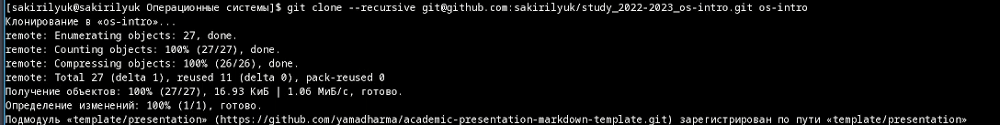 [sakirilyuk@sakirilyuk Операционные системы]$ git clone --recursive git@github.com:sakirilyuk/study_2022-2023_os-intro.git os-intro
Клонирование в «os-intro»...
remote: Enumerating objects: 27, done.
remote: Counting objects: 100% (27/27), done.
remote: Compressing objects: 100% (26/26), done.
remote: Total 27 (delta 1), reused 11 (delta 0), pack-reused 0
Получение объектов: 100% (27/27), 16.93 КиБ | 1.06 МиБ/с, готово.
Определение изменений: 100% (1/1), готово.
Подмодуль «template/presentation» (https://github.com/yamadharma/academic-presentation-markdown-template.git) зарегистрирован по пути «template/presentation»